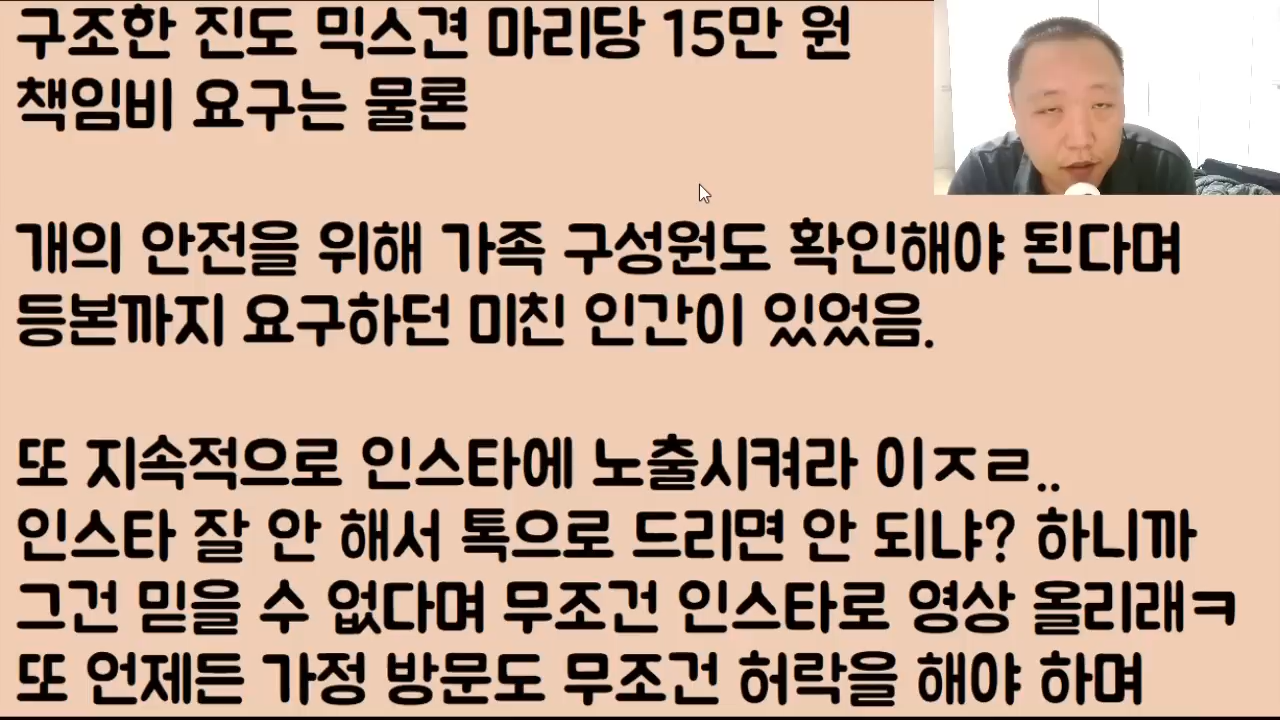 구조한 진도 믹스견 마리당 15만 원
책임비 요구는 물론
개의 안전을 위해 가족 구성원도 확인해야 된다며
등본까지 요구하던 미친 인간이 있었음.
또 지속적으로 인스타에 노출시켜라 이ㅈㄹ..
인스타 잘 안 해서 톡으로 드리면 안 되냐? 하니까
그건 믿을 수 없다며 무조건 인스타로 영상 올리래ㅋ
또 언제든 가정 방문도 무조건 허락을 해야 하며